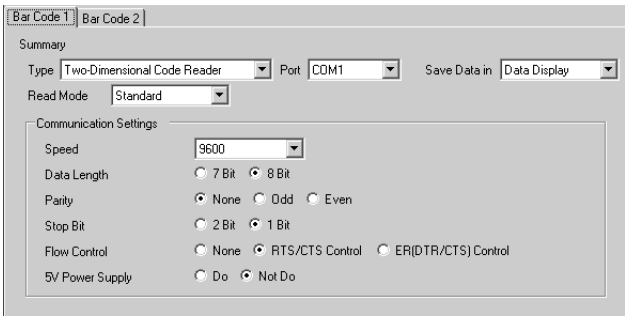 Bar Code 1 Bar Code 2
Summary
Type Two-Dimensional Code Reader Port COM1 Save Data in Data Display
Read Mode Standard
Communication Settings
Speed 9600
Data Length 7 Bit 8 Bit
Parity None Odd Even
Stop Bit 2 Bit 1 Bit
Flow Control None RTS/CTS Control ER(DTR/CTS) Control
5V Power Supply Do Not Do